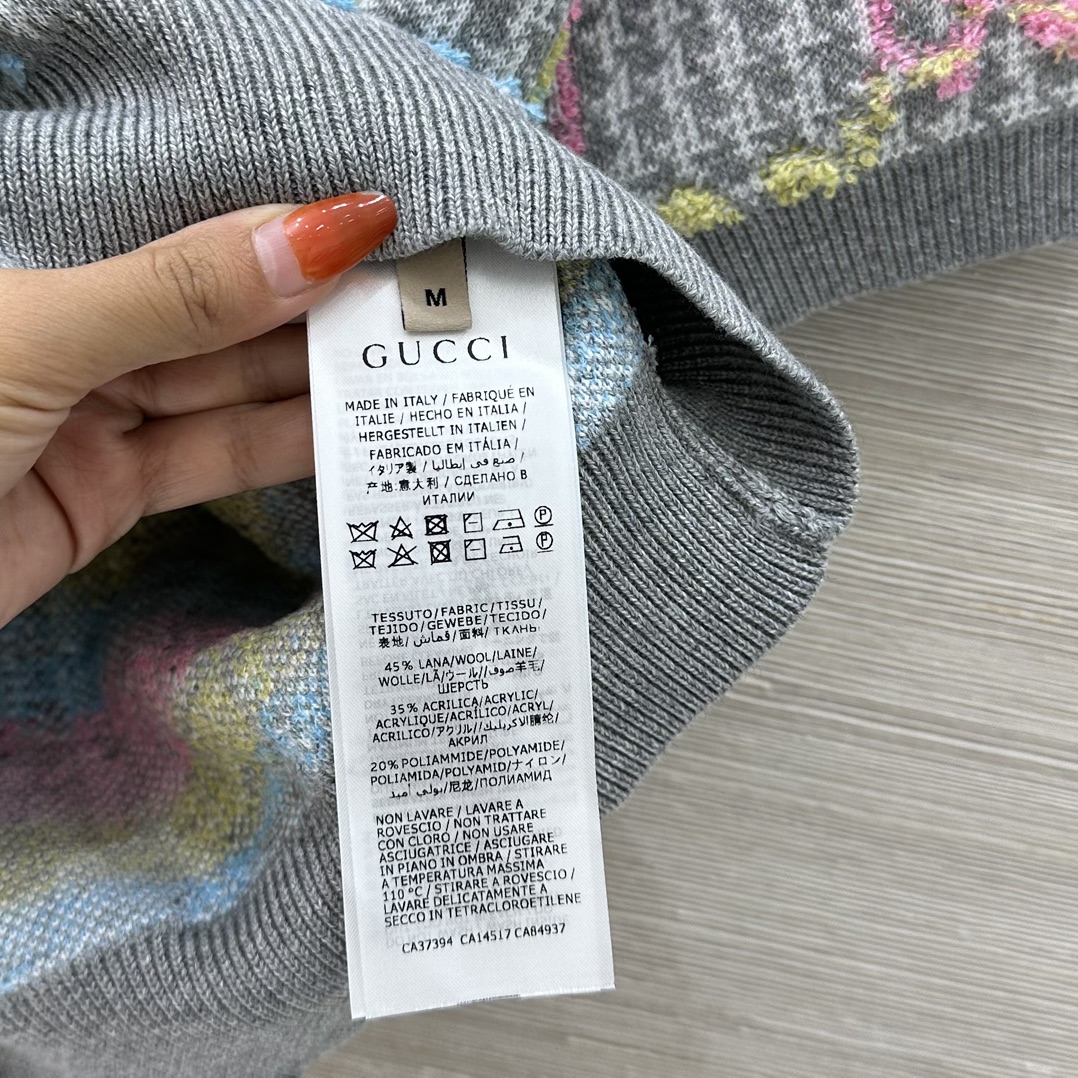 M
GUCCI
MADE IN ITALY / FABRIQUÉ EN
ITALIE / HECHO EN ITALIA /
HERGESTELLT IN ITALIEN /
FABRICADO EM ITÁLIA /
イタリア製 / صنع في إيطاليا /
产地:意大利 / СДЕЛАНО В
ИТАЛИИ
TESSUTO/FABRIC/TISSU/
TEJIDO/GEWEBE/TECIDO/
表地/ قماش/面料/ ТКАНЬ
45% LANA/WOOL/LAINE/
WOLLE/LÃ/ウール/صوف/羊毛/
ШЕРСТЬ
35% ACRILICA/ACRYLIC/
ACRYLIQUE/ACRÍLICO/ACRYL/
ACRILICO/アクリル/الاكريليك/腈纶/
АКРИЛ
20% POLIAMMIDE/POLYAMIDE/
POLIAMIDA/POLYAMID/ナイロン/
بولي أميد/尼龙/ПОЛИАМИД
NON LAVARE / LAVARE A
ROVESCIO / NON TRATTARE
CON CLORO / NON USARE
ASCIUGATRICE / ASCIUGARE
IN PIANO IN OMBRA / STIRARE
A TEMPERATURA MASSIMA
110 °C / STIRARE A ROVESCIO /
LAVARE DELICATAMENTE A
SECCO IN TETRACLOROETILENE
CA37394 CA14517 CA84937